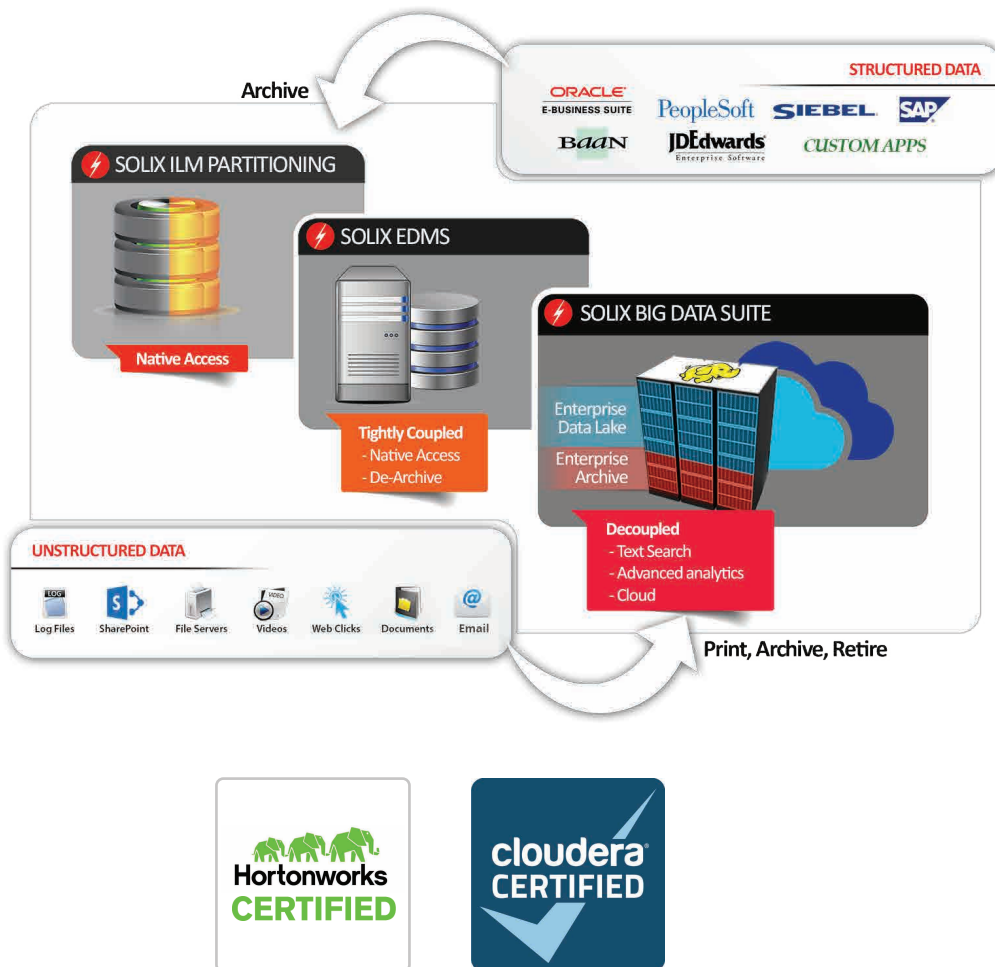 Archive
STRUCTURED DATA
ORACLE®
E-BUSINESS SUITE
PeopleSoft
SIEBEL.
SAP
BaaN
JDEdwards®
Enterprise Software
CUSTOM APPS
SOLIX ILM PARTITIONING
Native Access
SOLIX EDMS
Tightly Coupled
- Native Access
- De-Archive
SOLIX BIG DATA SUITE
Enterprise
Data Lake
Enterprise
Archive
Decoupled
- Text Search
- Advanced analytics
- Cloud
UNSTRUCTURED DATA
LOG
Log Files
S
SharePoint
File Servers
VIDEO
Videos
Web Clicks
Documents
@
Email
Print, Archive, Retire
Hortonworks
CERTIFIED
cloudera®
CERTIFIED